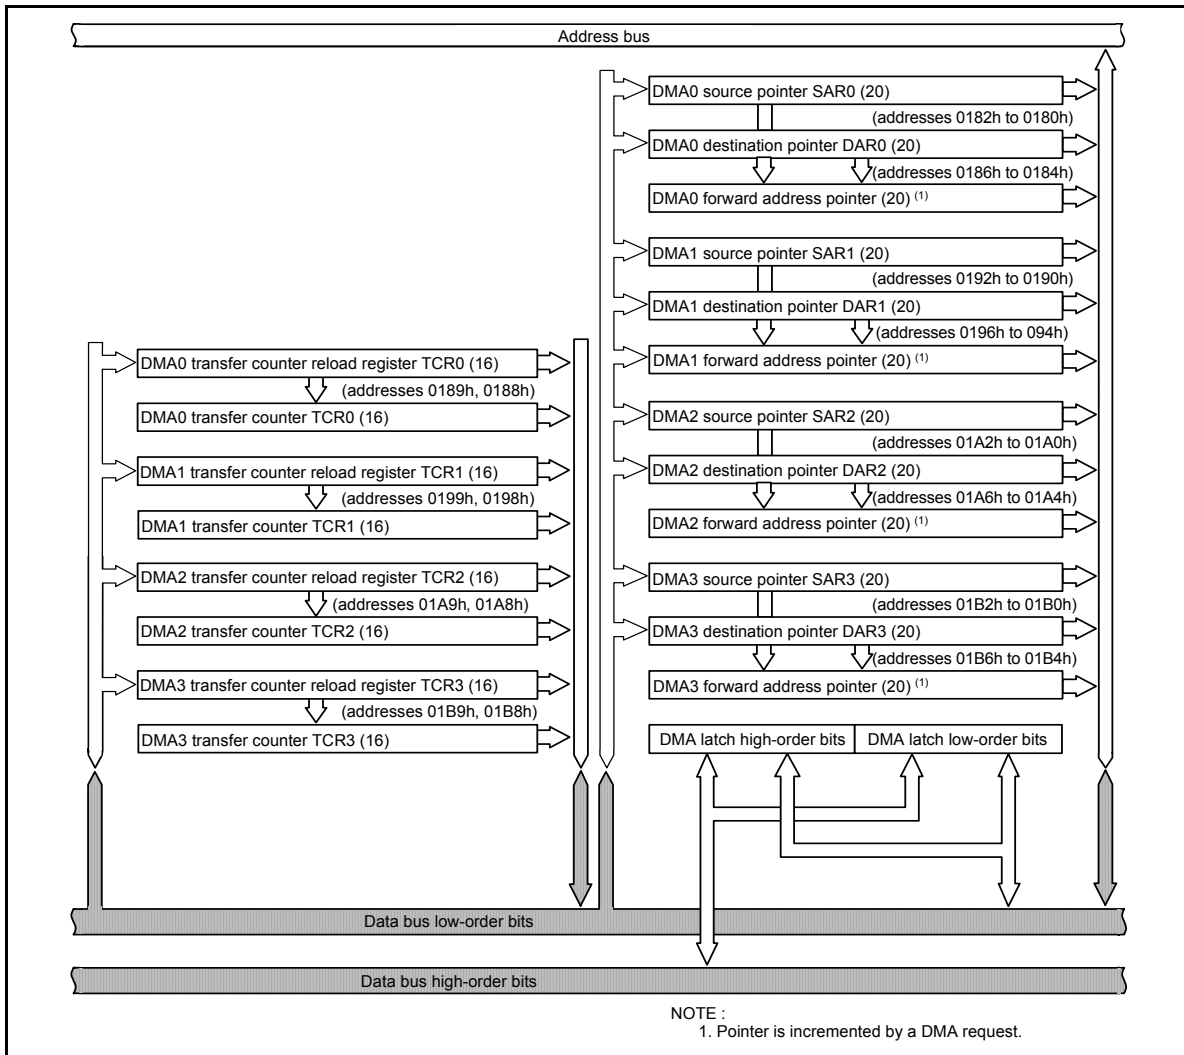 Address bus
DMA0 source pointer SAR0 (20)
(addresses 0182h to 0180h)
DMA0 destination pointer DAR0 (20)
(addresses 0186h to 0184h)
DMA0 forward address pointer (20) (1)
DMA1 source pointer SAR1 (20)
(addresses 0192h to 0190h)
DMA1 destination pointer DAR1 (20)
(addresses 0196h to 094h)
DMA1 forward address pointer (20) (1)
DMA2 source pointer SAR2 (20)
(addresses 01A2h to 01A0h)
DMA2 destination pointer DAR2 (20)
(addresses 01A6h to 01A4h)
DMA2 forward address pointer (20) (1)
DMA3 source pointer SAR3 (20)
(addresses 01B2h to 01B0h)
DMA3 destination pointer DAR3 (20)
(addresses 01B6h to 01B4h)
DMA3 forward address pointer (20) (1)
DMA0 transfer counter reload register TCR0 (16)
(addresses 0189h, 0188h)
DMA0 transfer counter TCR0 (16)
DMA1 transfer counter reload register TCR1 (16)
(addresses 0199h, 0198h)
DMA1 transfer counter TCR1 (16)
DMA2 transfer counter reload register TCR2 (16)
(addresses 01A9h, 01A8h)
DMA2 transfer counter TCR2 (16)
DMA3 transfer counter reload register TCR3 (16)
(addresses 01B9h, 01B8h)
DMA3 transfer counter TCR3 (16)
DMA latch high-order bits
DMA latch low-order bits
Data bus low-order bits
Data bus high-order bits
NOTE :
1. Pointer is incremented by a DMA request.